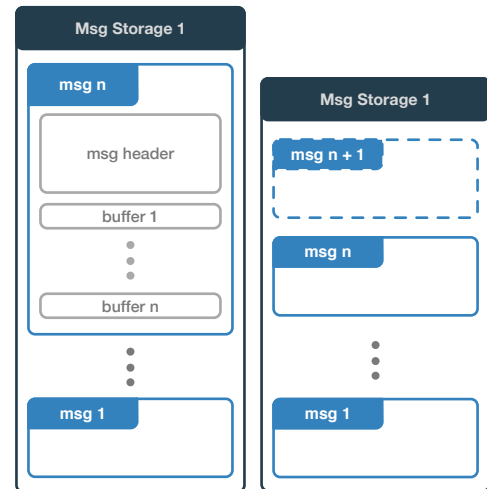 Msg Storage 1
msg n
msg header
buffer 1
buffer n
msg 1
Msg Storage 1
msg n + 1
msg n
msg 1